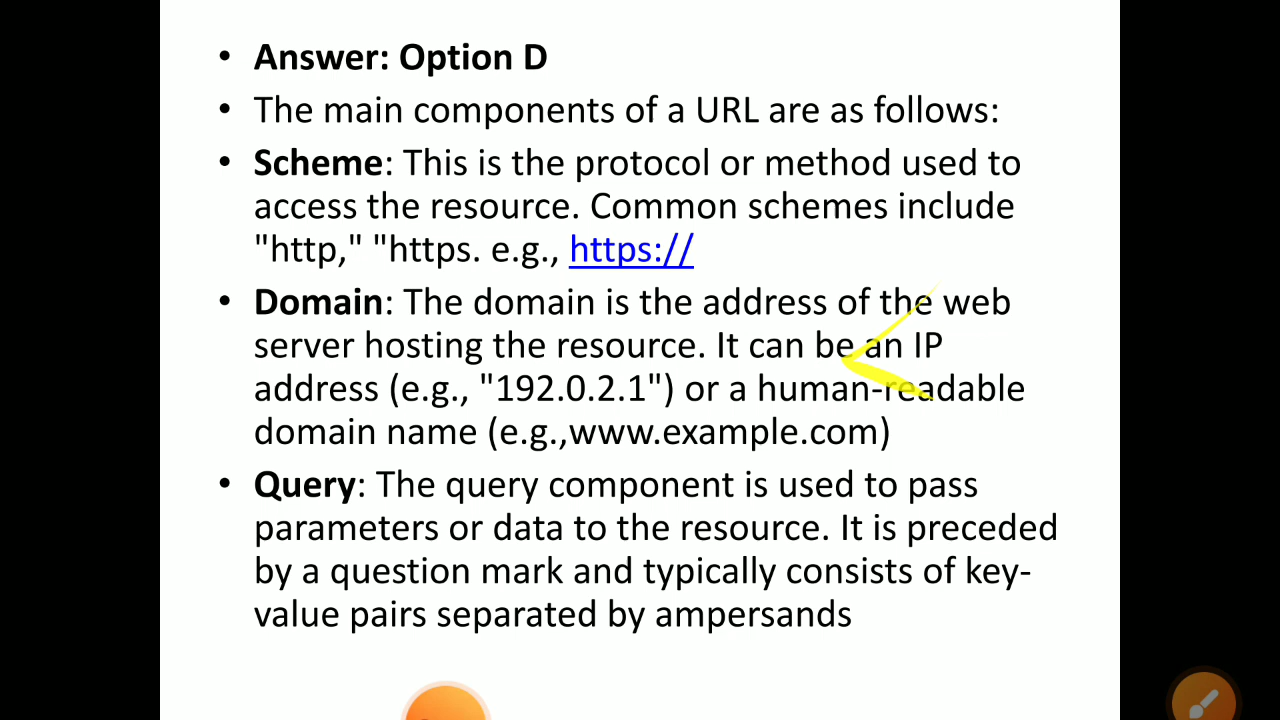 • Answer: Option D
• The main components of a URL are as follows:
• Scheme: This is the protocol or method used to
access the resource. Common schemes include
"http," "https. e.g., https://
• Domain: The domain is the address of the web
server hosting the resource. It can be an IP
address (e.g., "192.0.2.1") or a human-readable
domain name (e.g.,www.example.com)
• Query: The query component is used to pass
parameters or data to the resource. It is preceded
by a question mark and typically consists of key-
value pairs separated by ampersands